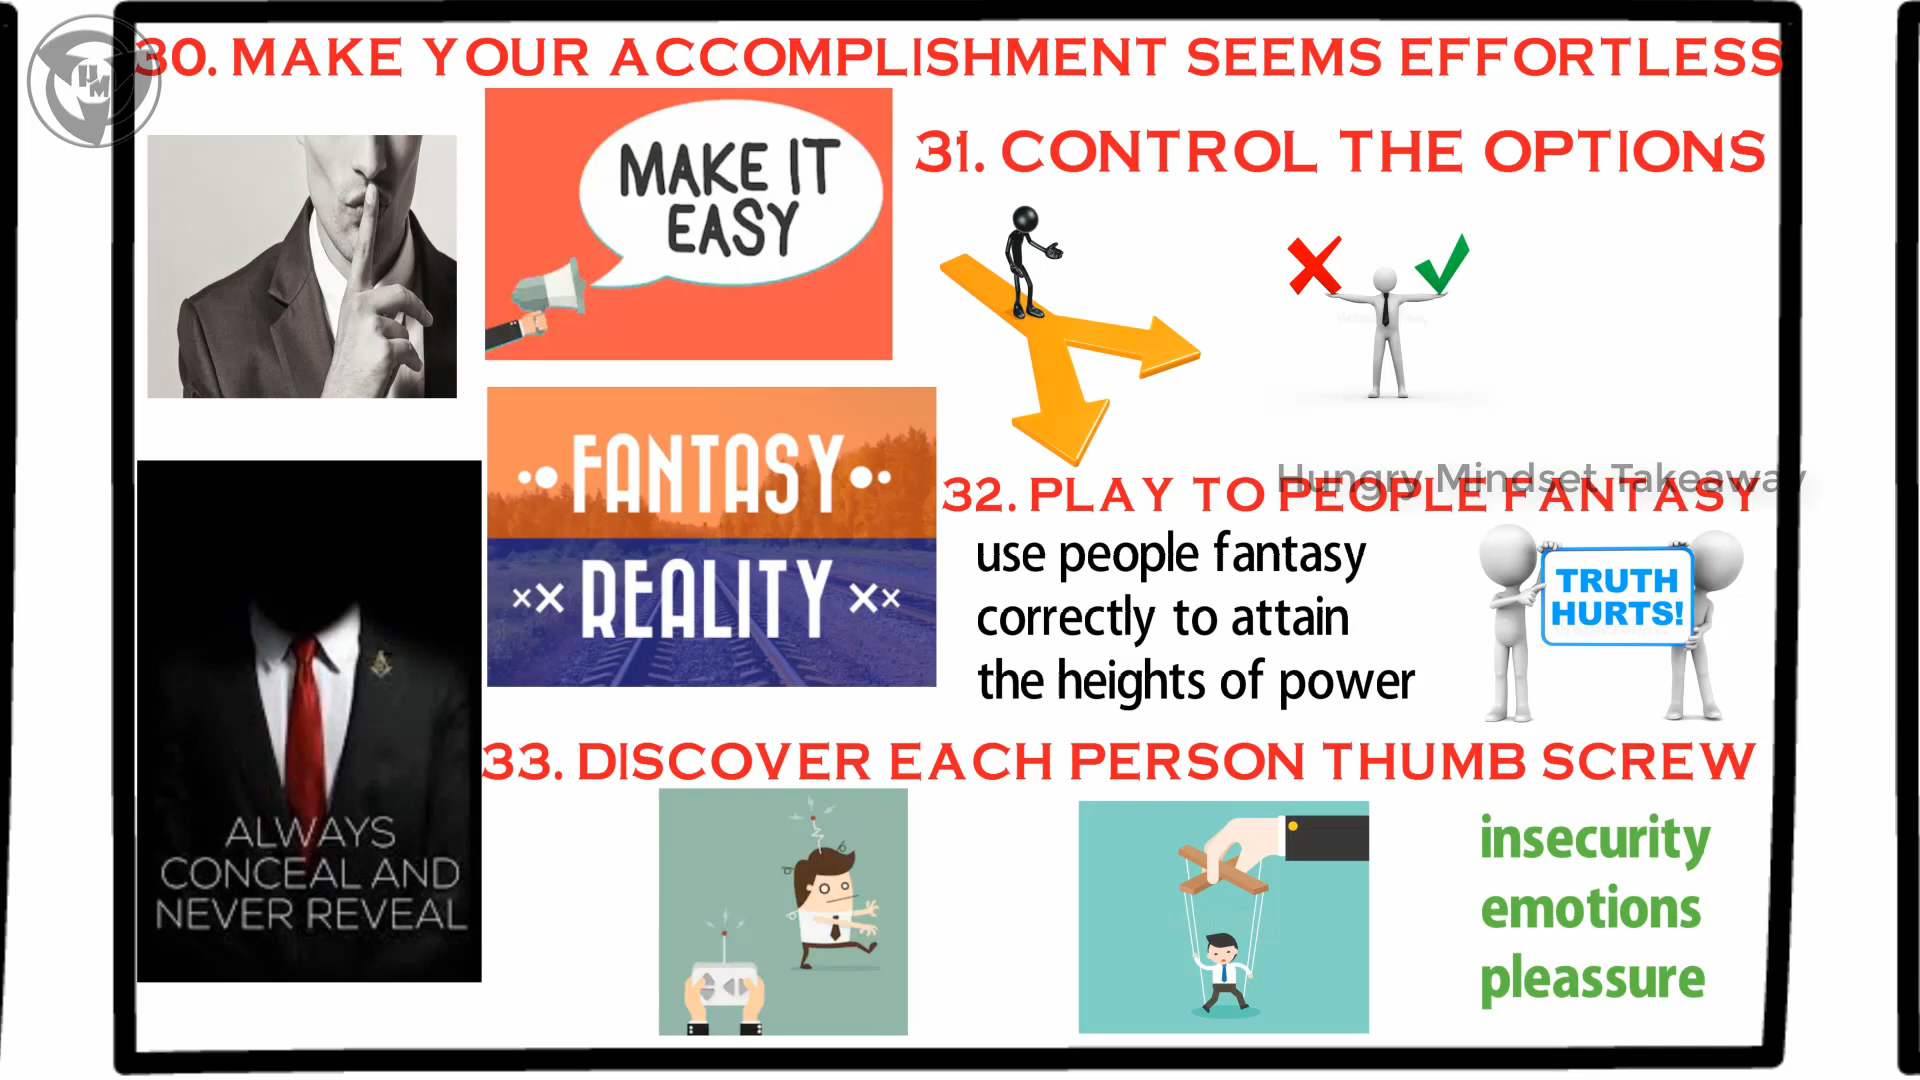 HM
30. MAKE YOUR ACCOMPLISHMENT SEEMS EFFORTLESS
MAKE IT
EASY
31. CONTROL THE OPTIONS
FANTASY
REALITY
Hungry Mindset Takeaway
32. PLAY TO PEOPLE FANTASY
use people fantasy
correctly to attain
the heights of power
TRUTH
HURTS!
ALWAYS
CONCEAL AND
NEVER REVEAL
33. DISCOVER EACH PERSON THUMB SCREW
insecurity
emotions
pleassure